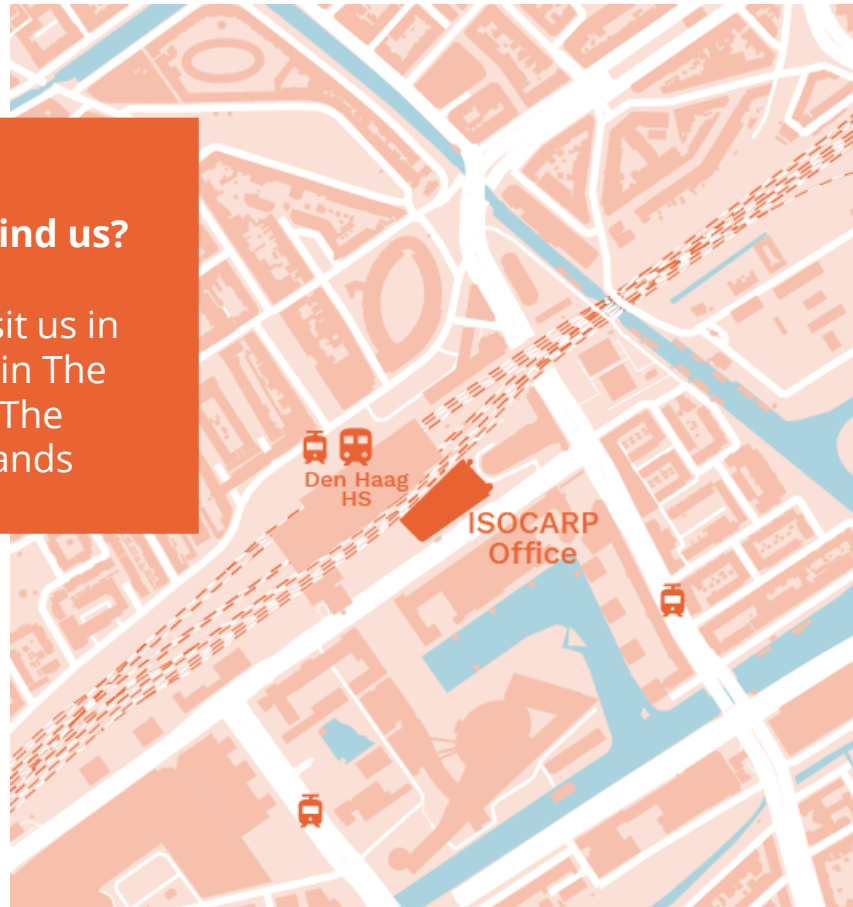 ind us?
sit us in
in The
The
ands
Den Haag
HS
ISOCARP
Office